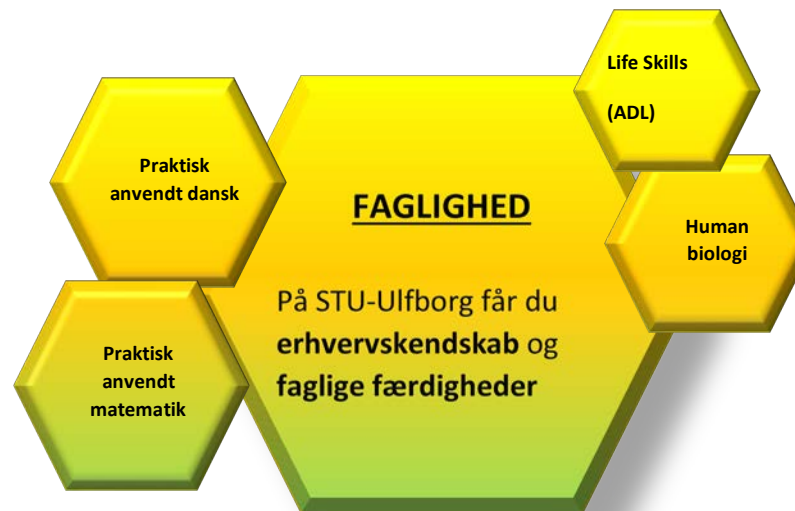 Life Skills
(ADL)
Praktisk
anvendt dansk
FAGLIGHED
Human
biologi
På STU-Ulfborg får du
erhvervskendskab og
faglige færdigheder
Praktisk
anvendt
matematik